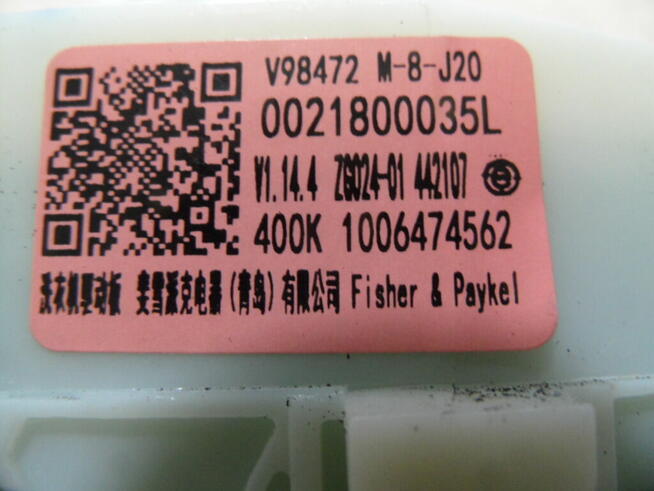 V98472 M-8-J20
0021800035L
V1.14.4 ZG024-01 442107
400K 1006474562
洗衣机驱动板 斐雪派克电器(青岛)有限公司 Fisher & Paykel